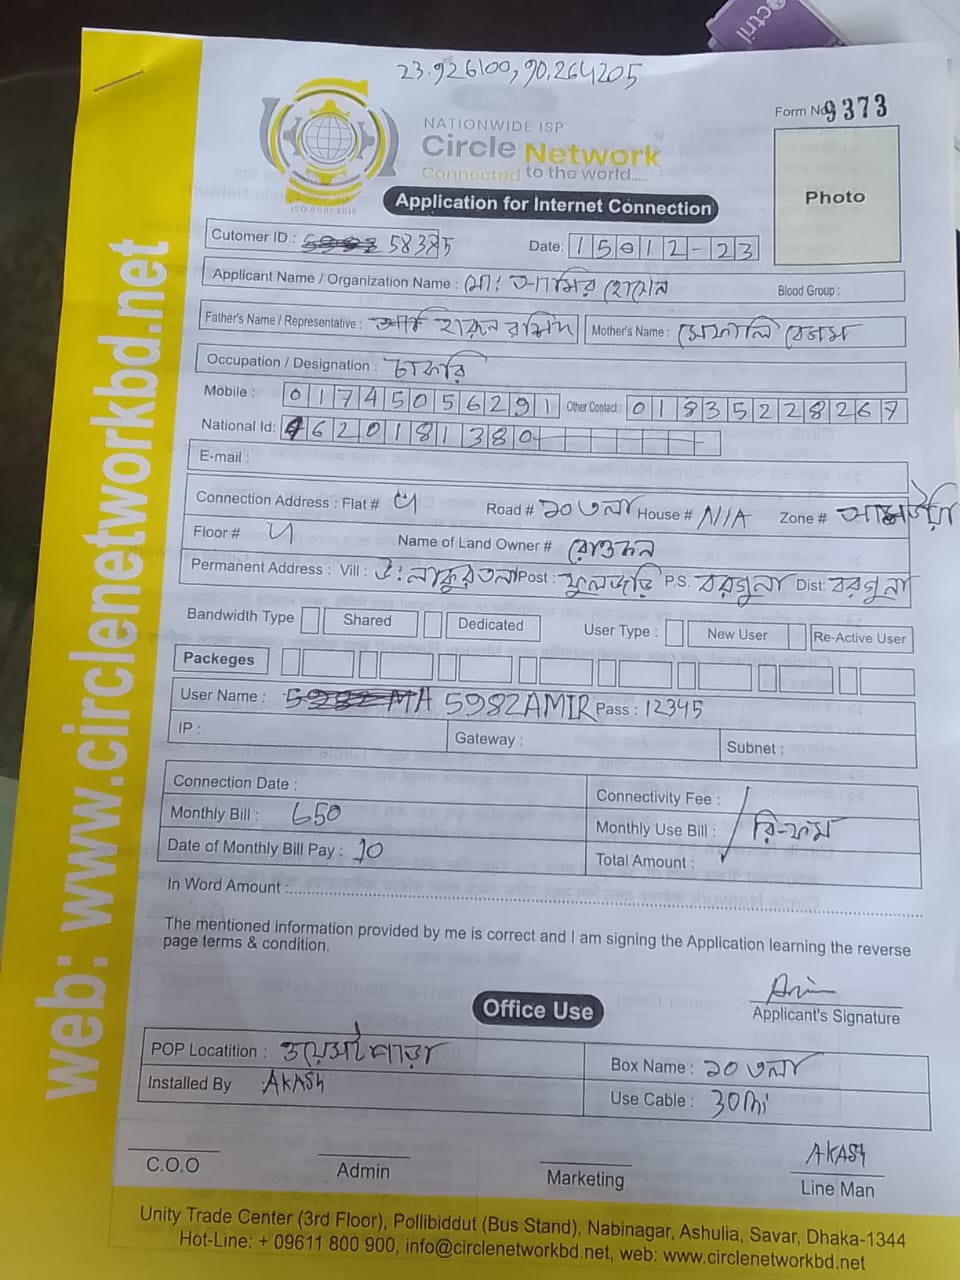 23.926100, 90.264205
Form No 9373
NATIONWIDE ISP
Circle Network
Connected to the world.....
ISO 9001:2015
Application for Internet Connection
Photo
Cutomer ID : 58385
Date: 15012-23
Applicant Name / Organization Name : মো: আমির হোসেন
Blood Group :
Father's Name / Representative : হারুন রশিদ Mother's Name : সেফালি বেগম
Occupation / Designation : চাকরি
Mobile : 01745056291 Other Contact: 01835228267
National Id: 4620181380
E-mail :
Connection Address : Flat # Road # ১০ তলা House # N/A Zone #
Floor # Name of Land Owner #
Permanent Address : Vill : Post : ফুলঝুড়ি P.S. বরগুনা Dist: বরগুনা
Bandwidth Type Shared Dedicated User Type : New User Re-Active User
Packeges
User Name : 5982AMIR Pass : 12345
IP : Gateway : Subnet :
Connection Date : Connectivity Fee :
Monthly Bill : 650 Monthly Use Bill : রি-ফর্ম
Date of Monthly Bill Pay : 10 Total Amount :
In Word Amount :
The mentioned information provided by me is correct and I am signing the Application learning the reverse
page terms & condition.
Applicant's Signature
Office Use
POP Locatition : Box Name : ১০ তলা
Installed By : AKASH Use Cable : 30m
AKASH
C.O.O Admin Marketing Line Man
Unity Trade Center (3rd Floor), Pollibiddut (Bus Stand), Nabinagar, Ashulia, Savar, Dhaka-1344
Hot-Line: + 09611 800 900, info@circlenetworkbd.net, web: www.circlenetworkbd.net
web: www.circlenetworkbd.net